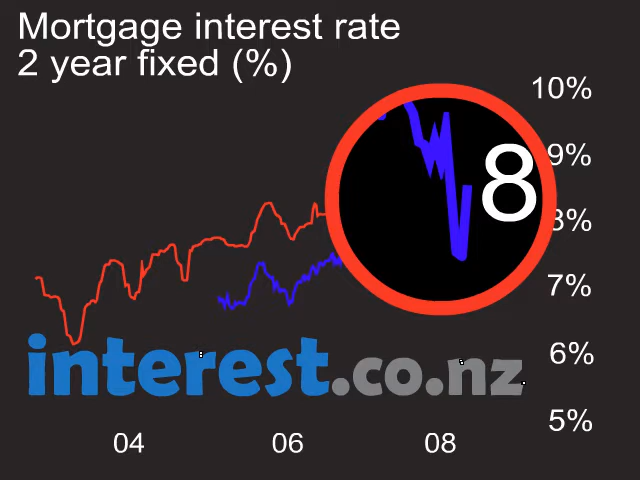 Mortgage interest rate
2 year fixed (%)
10%
9%
8
8%
7%
6%
interest.co.nz
5%
04 06 08